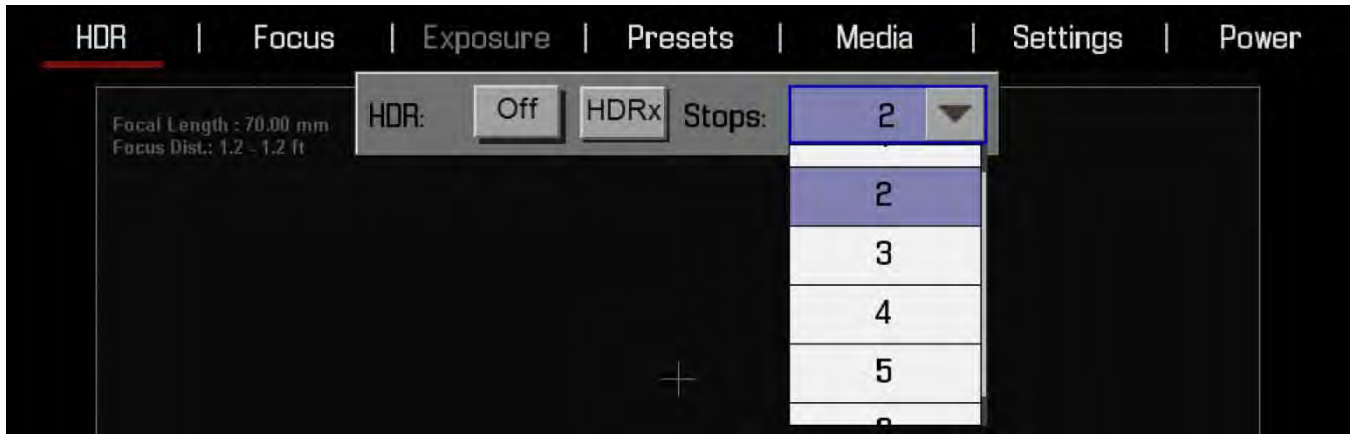 HDR | Focus | Exposure | Presets | Media | Settings | Power
HDR: Off HDRx Stops: 2
Focal Length : 70.00 mm
Focus Dist.: 1.2 - 1.2 ft
2
3
4
5